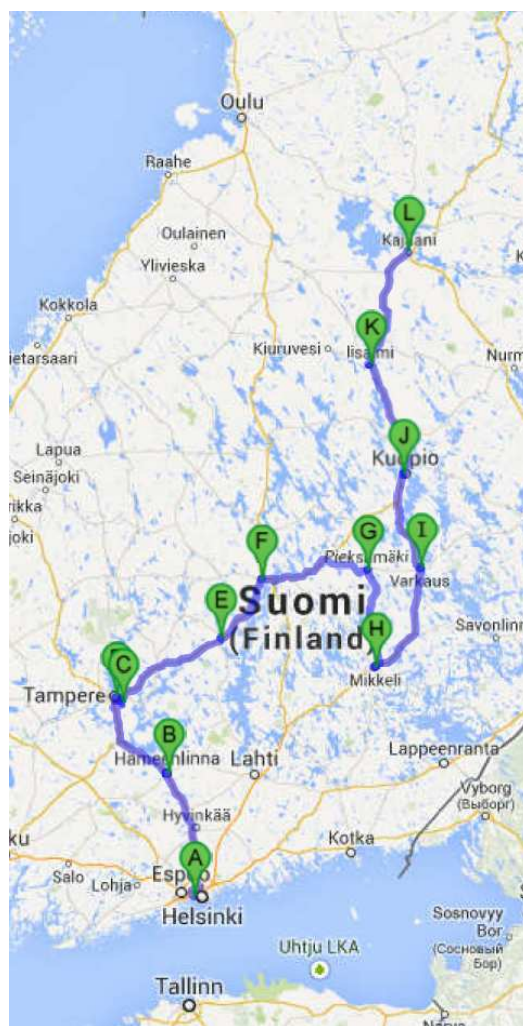 Oulu
Raahe
L
Oulainen
Kajaani
Ylivieska
Kokkola
K
Kiuruvesi
Iisalmi
ietarsaari
Nurm
J
Lapua
Kuopio
Seinäjoki
rikka
joki
F
G
I
Pieksämäki
Varkaus
E
Suomi
(Finland)
H
Savonlinn
C
Tampere
Mikkeli
B
Hämeenlinna
Lahti
Lappeenranta
Vyborg
(Выборг)
Hyvinkää
Kotka
A
ku
Salo
Lohja
Espoo
Helsinki
Sosnovyy
Bor
(Сосновый
Бор)
Uhtju LKA
Tallinn